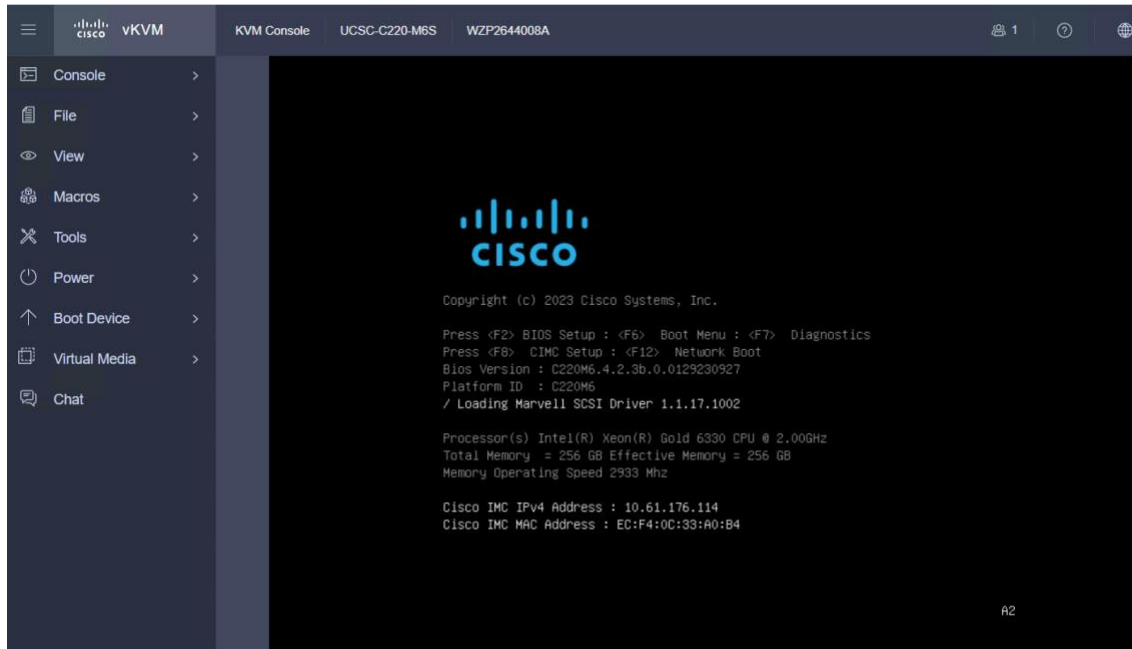 CISCO vKVM KVM Console UCSC-C220-M6S WZP2644008A 1
Console
File
View
Macros
Tools
Power
Boot Device
Virtual Media
Chat
CISCO
Copyright (c) 2023 Cisco Systems, Inc.
Press <F2> BIOS Setup : <F6> Boot Menu : <F7> Diagnostics
Press <F8> CIMC Setup : <F12> Network Boot
Bios Version : C220M6.4.2.3b.0.0129230927
Platform ID : C220M6
/ Loading Marvell SCSI Driver 1.1.17.1002
Processor(s) Intel(R) Xeon(R) Gold 6330 CPU @ 2.00GHz
Total Memory = 256 GB Effective Memory = 256 GB
Memory Operating Speed 2933 Mhz
Cisco IMC IPv4 Address : 10.61.176.114
Cisco IMC MAC Address : EC:F4:0C:33:A0:B4
A2